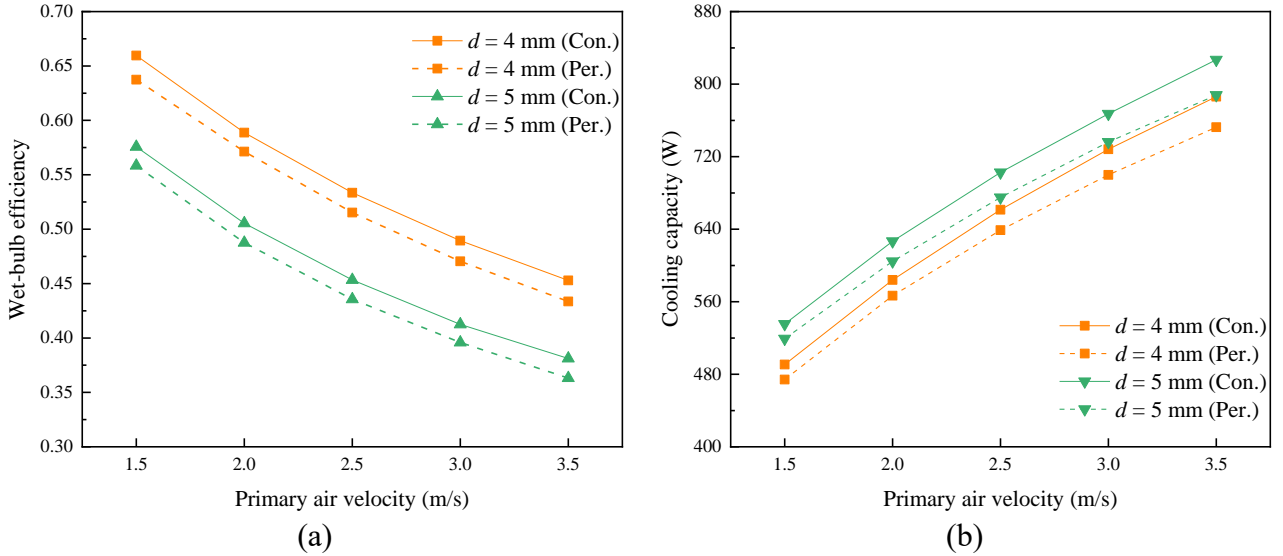 0.70
0.65
0.60
0.55
0.50
0.45
0.40
0.35
0.30
Wet-bulb efficiency
d = 4 mm (Con.)
d = 4 mm (Per.)
d = 5 mm (Con.)
d = 5 mm (Per.)
1.5 2.0 2.5 3.0 3.5
Primary air velocity (m/s)
(a)
880
800
720
640
560
480
400
Cooling capacity (W)
d = 4 mm (Con.)
d = 4 mm (Per.)
d = 5 mm (Con.)
d = 5 mm (Per.)
1.5 2.0 2.5 3.0 3.5
Primary air velocity (m/s)
(b)